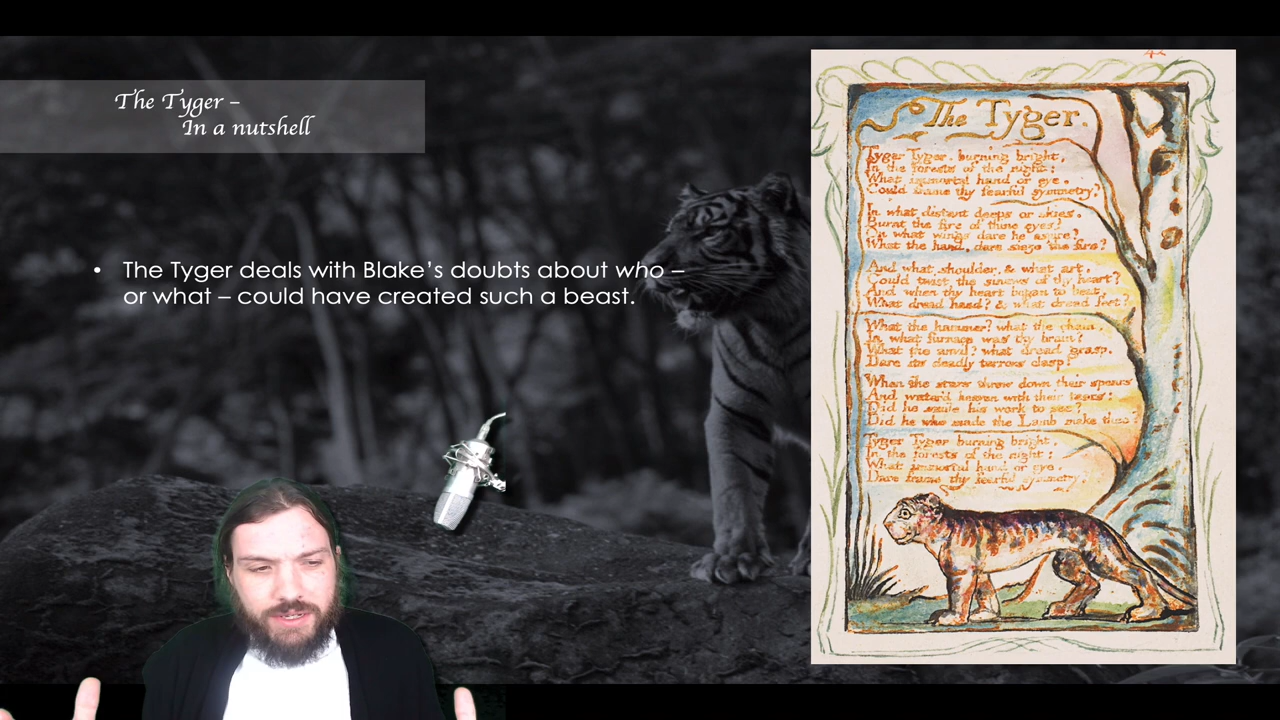 The Tyger –
In a nutshell
• The Tyger deals with Blake's doubts about who –
or what – could have created such a beast.
The Tyger.
Tyger Tyger. burning bright,
In the forests of the night:
What immortal hand or eye.
Could frame thy fearful symmetry?
In what distant deeps or skies.
Burnt the fire of thine eyes?
On what wings dare he aspire?
What the hand, dare sieze the fire?
And what shoulder, & what art,
Could twist the sinews of thy heart?
And when thy heart began to beat,
What dread hand? & what dread feet?
What the hammer? what the chain,
In what furnace was thy brain?
What the anvil? what dread grasp.
Dare its deadly terrors clasp!
When the stars threw down their spears
And water'd heaven with their tears:
Did he smile his work to see?
Did he who made the Lamb make thee?
Tyger Tyger burning bright,
In the forests of the night:
What immortal hand or eye,
Dare frame thy fearful symmetry?